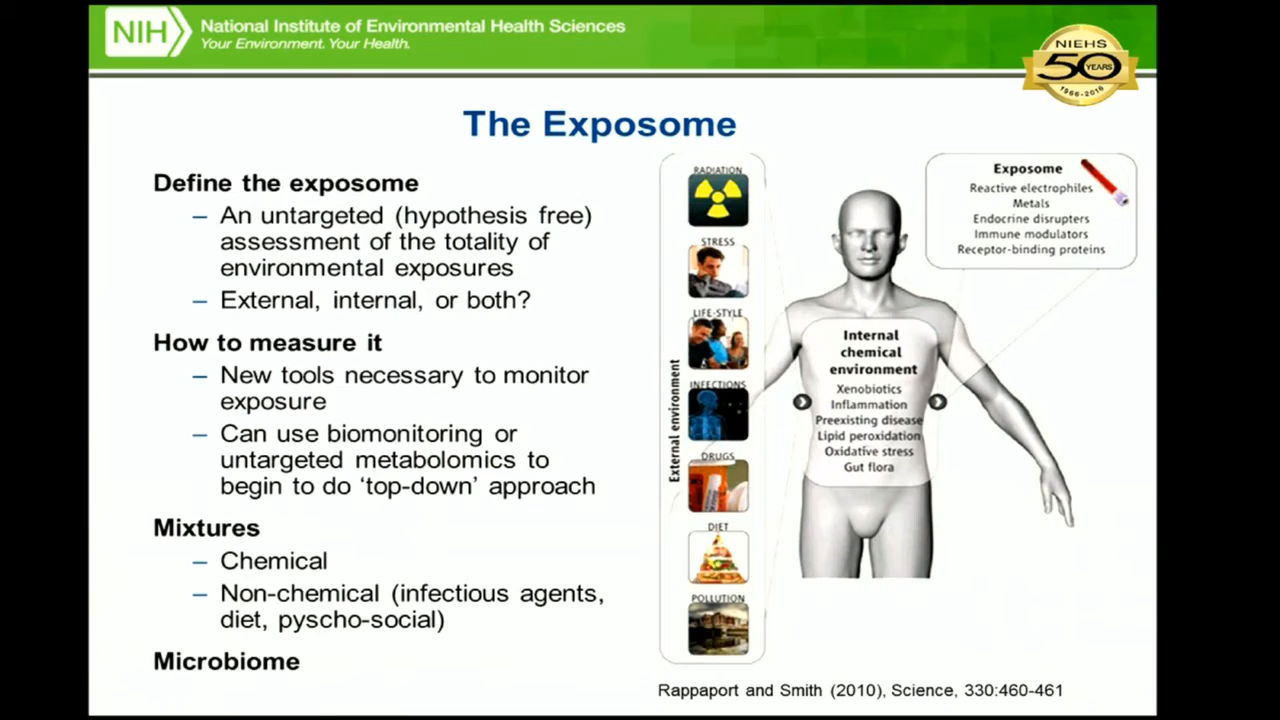 NIH
National Institute of Environmental Health Sciences
Your Environment. Your Health.
NIEHS
50
YEARS
1966-2016
The Exposome
Define the exposome
– An untargeted (hypothesis free)
assessment of the totality of
environmental exposures
– External, internal, or both?
How to measure it
– New tools necessary to monitor
exposure
– Can use biomonitoring or
untargeted metabolomics to
begin to do ‘top-down’ approach
Mixtures
– Chemical
– Non-chemical (infectious agents,
diet, pyscho-social)
Microbiome
External environment
RADIATION
STRESS
LIFE-STYLE
INFECTIONS
DRUGS
DIET
POLLUTION
Internal
chemical
environment
Xenobiotics
Inflammation
Preexisting disease
Lipid peroxidation
Oxidative stress
Gut flora
Exposome
Reactive electrophiles
Metals
Endocrine disrupters
Immune modulators
Receptor-binding proteins
Rappaport and Smith (2010), Science, 330:460-461